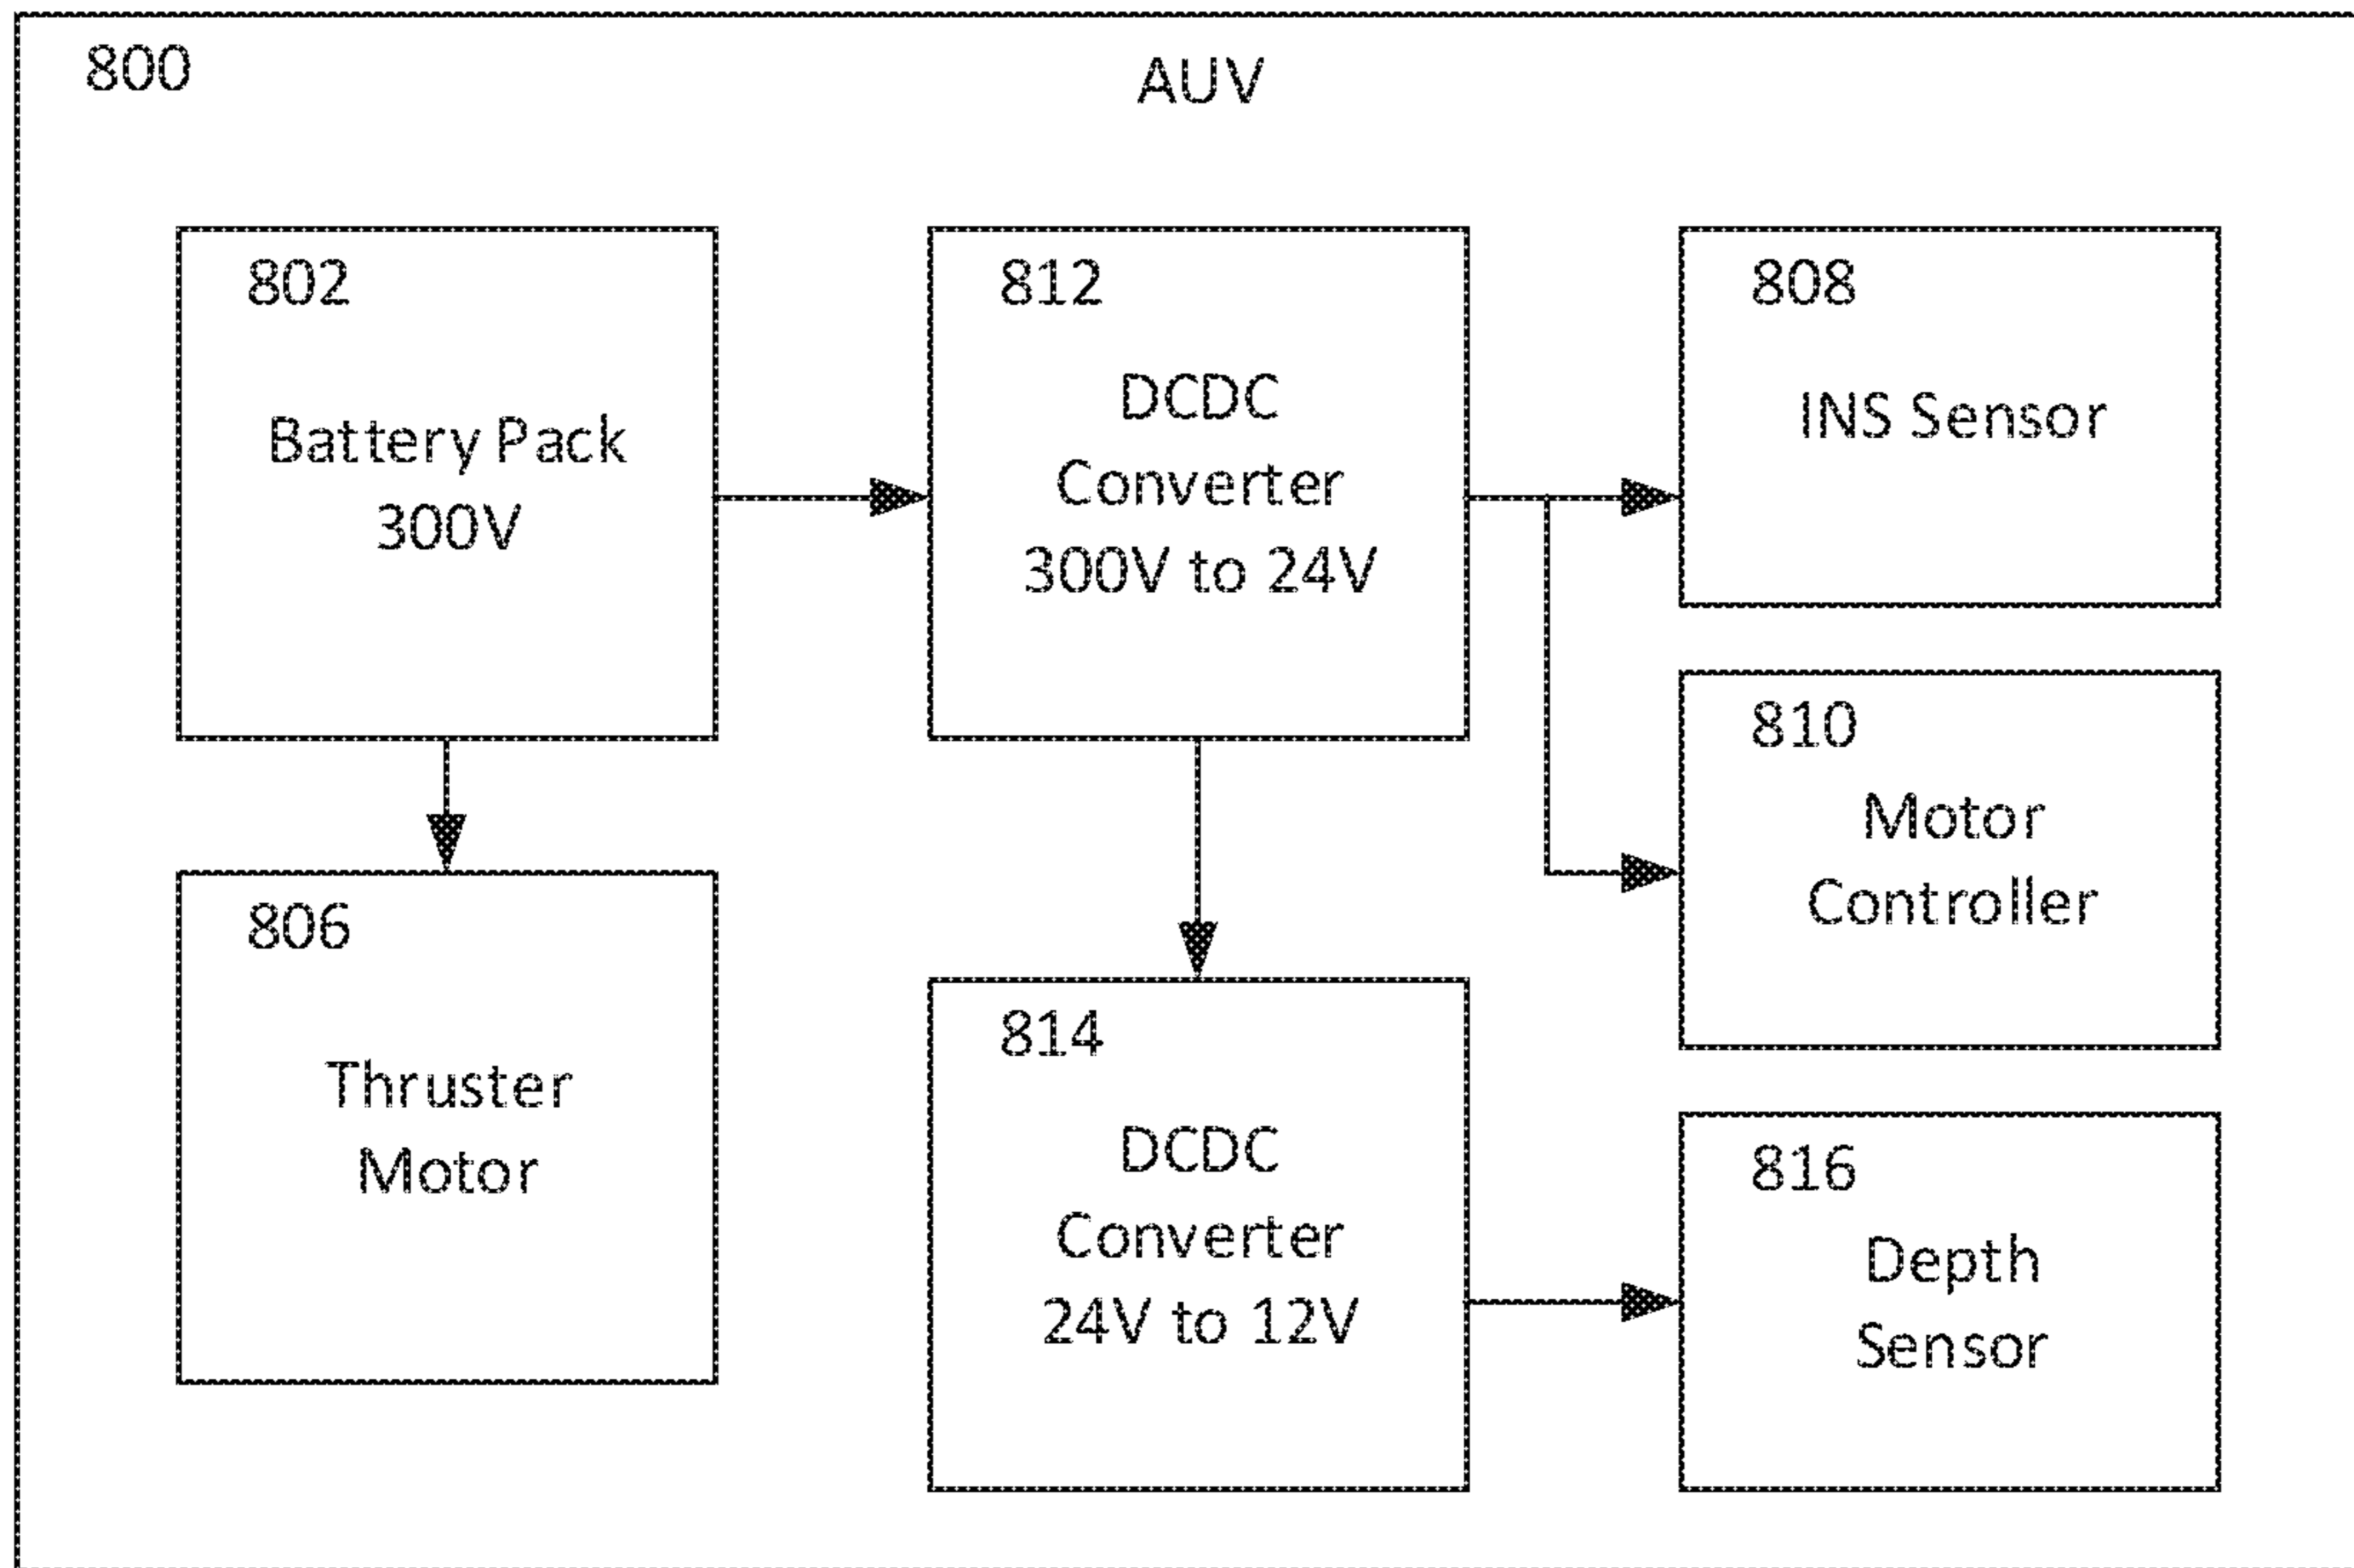 800
AUV
802
Battery Pack
300V
812
DCDC
Converter
300V to 24V
808
INS Sensor
810
Motor
Controller
806
Thruster
Motor
814
DCDC
Converter
24V to 12V
816
Depth
Sensor